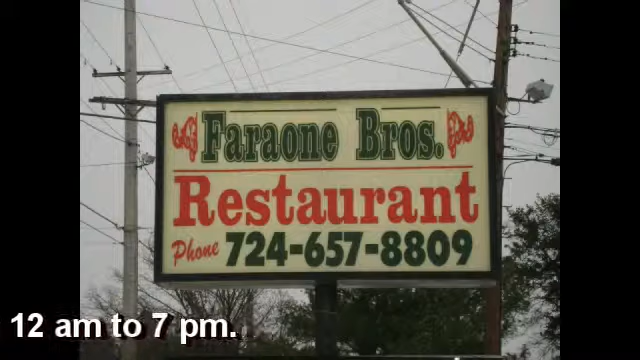 Faraone Bros.
Restaurant
Phone 724-657-8809
12 am to 7 pm.